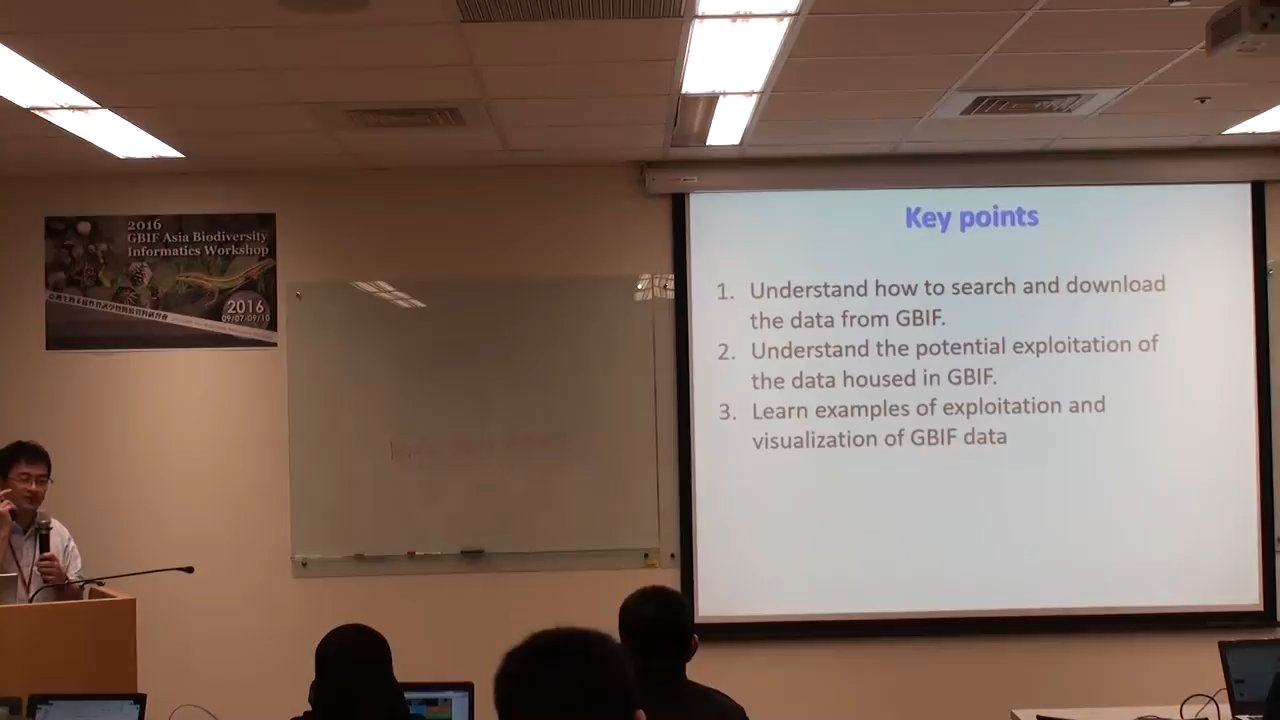 2016
GBIF Asia Biodiversity
Informatics Workshop
2016
09/07-09/10
Key points
1. Understand how to search and download
the data from GBIF.
2. Understand the potential exploitation of
the data housed in GBIF.
3. Learn examples of exploitation and
visualization of GBIF data